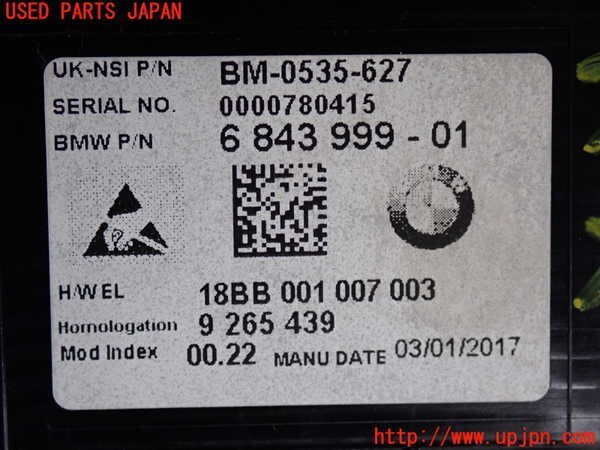 USED PARTS JAPAN
UK-NSI P/N BM-0535-627
SERIAL NO. 0000780415
BMW P/N 6 843 999 - 01
H/W EL 18BB 001 007 003
Homologation 9 265 439
Mod Index 00.22 MANU DATE 03/01/2017
http://www.upjpn.com/